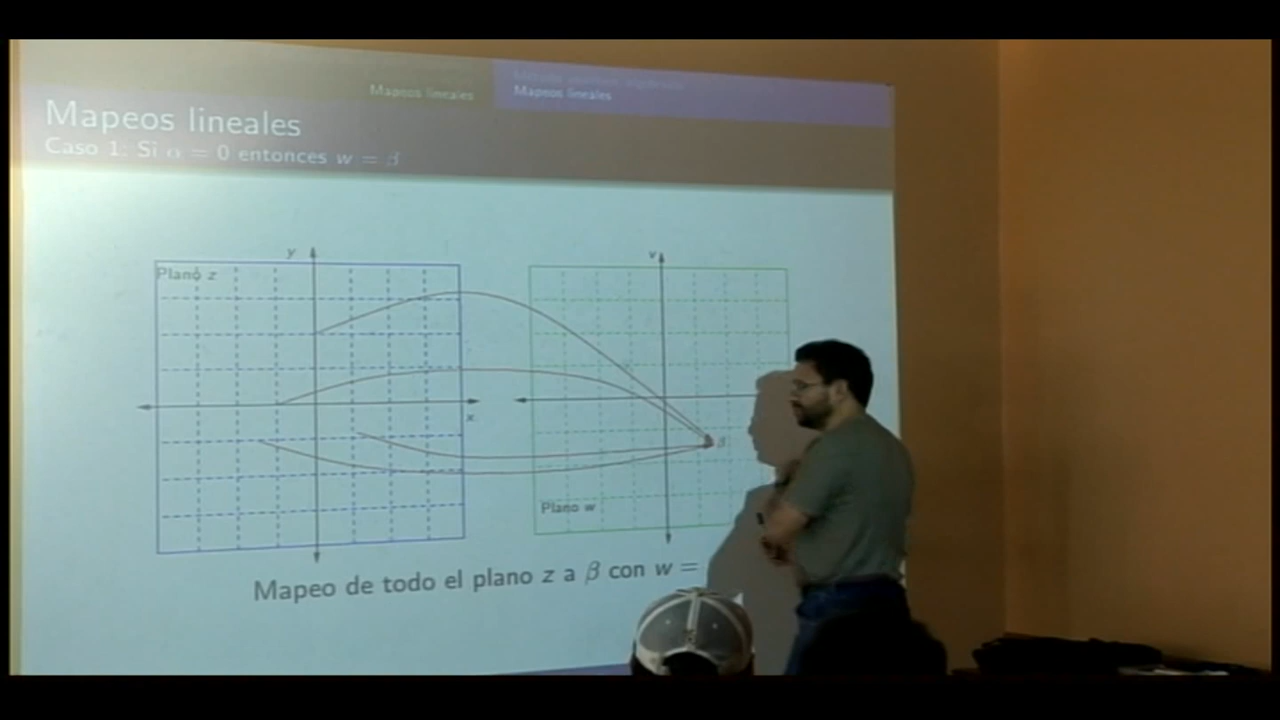 Mapeos lineales
Mapeos lineales
Mapeos lineales
Caso 1: Si α = 0 entonces w = β
y
v
Plano z
x
β
Plano w
Mapeo de todo el plano z a β con w =